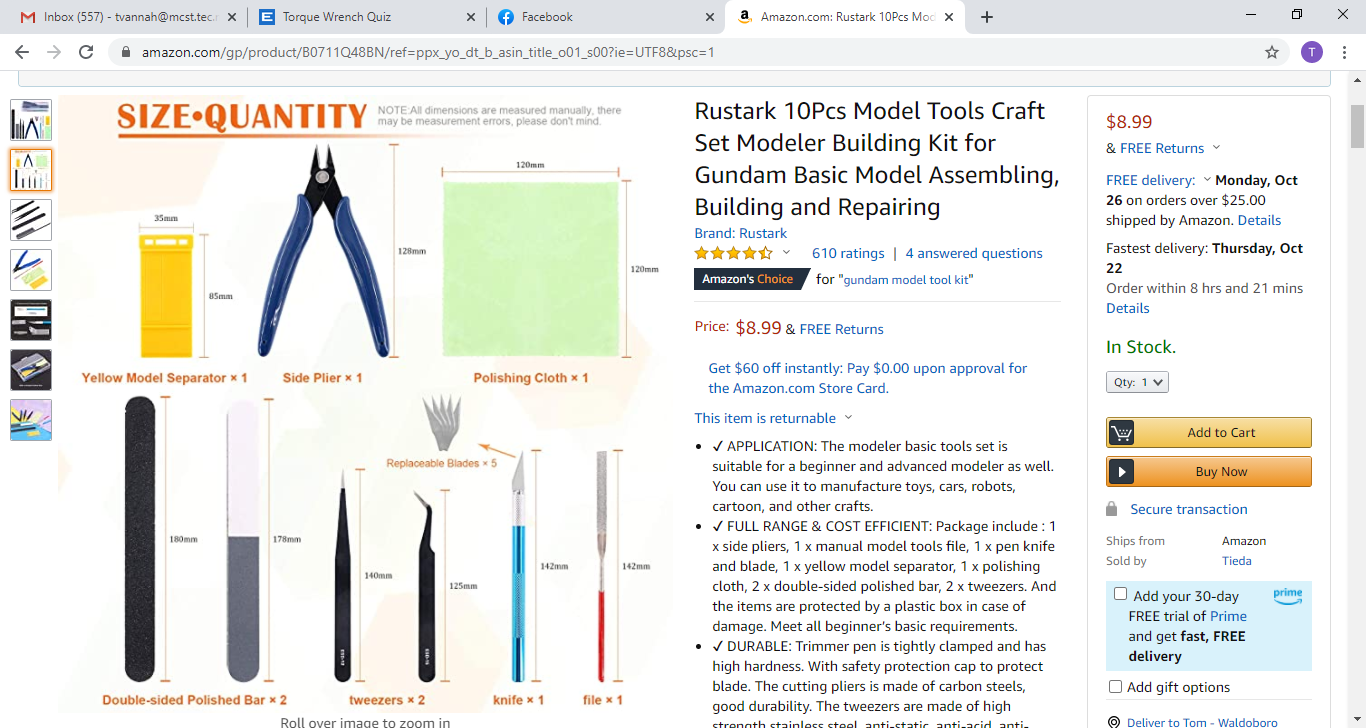 Inbox (557) - tvannah@mcst.tec.
Torque Wrench Quiz
Facebook
Amazon.com: Rustark 10Pcs Mod
amazon.com/gp/product/B0711Q48BN/ref=ppx_yo_dt_b_asin_title_o01_s00?ie=UTF8&psc=1
T
SIZE•QUANTITY
NOTE:All dimensions are measured manually, there
may be measurement errors, please don't mind.
120mm
35mm
128mm
120mm
85mm
Yellow Model Separator × 1
Side Plier × 1
Polishing Cloth × 1
Replaceable Blades × 5
180mm
178mm
140mm
125mm
142mm
142mm
Double-sided Polished Bar × 2
tweezers × 2
knife × 1
file × 1
Roll over image to zoom in
Rustark 10Pcs Model Tools Craft
Set Modeler Building Kit for
Gundam Basic Model Assembling,
Building and Repairing
Brand: Rustark
610 ratings | 4 answered questions
Amazon's Choice for "gundam model tool kit"
Price: $8.99 & FREE Returns
Get $60 off instantly: Pay $0.00 upon approval for
the Amazon.com Store Card.
This item is returnable
• ✓ APPLICATION: The modeler basic tools set is
suitable for a beginner and advanced modeler as well.
You can use it to manufacture toys, cars, robots,
cartoon, and other crafts.
• ✓ FULL RANGE & COST EFFICIENT: Package include : 1
x side pliers, 1 x manual model tools file, 1 x pen knife
and blade, 1 x yellow model separator, 1 x polishing
cloth, 2 x double-sided polished bar, 2 x tweezers. And
the items are protected by a plastic box in case of
damage. Meet all beginner's basic requirements.
• ✓ DURABLE: Trimmer pen is tightly clamped and has
high hardness. With safety protection cap to protect
blade. The cutting pliers is made of carbon steels,
good durability. The tweezers are made of high
strength stainless steel, anti-static, anti-acid, anti-
$8.99
& FREE Returns
FREE delivery: Monday, Oct
26 on orders over $25.00
shipped by Amazon. Details
Fastest delivery: Thursday, Oct
22
Order within 8 hrs and 21 mins
Details
In Stock.
Qty: 1
Add to Cart
Buy Now
Secure transaction
Ships from Amazon
Sold by Tieda
Add your 30-day
FREE trial of Prime
and get fast, FREE
delivery
prime
Add gift options
Deliver to Tom - Waldoboro